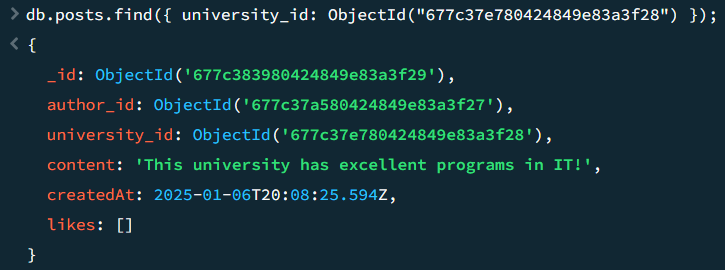 > db.posts.find({ university_id: ObjectId("677c37e780424849e83a3f28") });
< {
_id: ObjectId('677c383980424849e83a3f29'),
author_id: ObjectId('677c37a580424849e83a3f27'),
university_id: ObjectId('677c37e780424849e83a3f28'),
content: 'This university has excellent programs in IT!',
createdAt: 2025-01-06T20:08:25.594Z,
likes: []
}